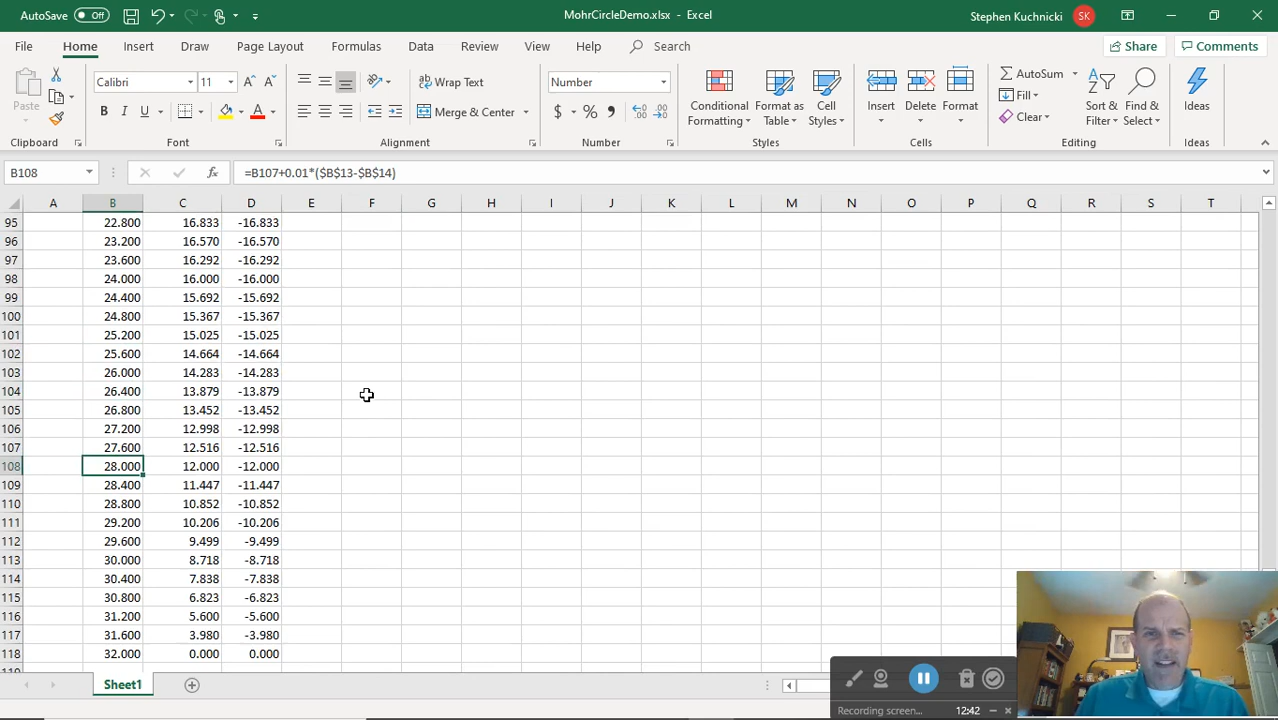 AutoSave Off MohrCircleDemo.xlsx - Excel Stephen Kuchnicki SK
File Home Insert Draw Page Layout Formulas Data Review View Help Search Share Comments
Paste Calibri 11 A A Wrap Text Number Conditional Formatting Format as Table Cell Styles Insert Delete Format AutoSum Sort & Filter Find & Select Ideas
B I U A Merge & Center $ % , Fill
Clear
Clipboard Font Alignment Number Styles Cells Editing Ideas
B108 fx =B107+0.01*($B$13-$B$14)
A B C D E F G H I J K L M N O P Q R S T
95 22.800 16.833 -16.833
96 23.200 16.570 -16.570
97 23.600 16.292 -16.292
98 24.000 16.000 -16.000
99 24.400 15.692 -15.692
100 24.800 15.367 -15.367
101 25.200 15.025 -15.025
102 25.600 14.664 -14.664
103 26.000 14.283 -14.283
104 26.400 13.879 -13.879
105 26.800 13.452 -13.452
106 27.200 12.998 -12.998
107 27.600 12.516 -12.516
108 28.000 12.000 -12.000
109 28.400 11.447 -11.447
110 28.800 10.852 -10.852
111 29.200 10.206 -10.206
112 29.600 9.499 -9.499
113 30.000 8.718 -8.718
114 30.400 7.838 -7.838
115 30.800 6.823 -6.823
116 31.200 5.600 -5.600
117 31.600 3.980 -3.980
118 32.000 0.000 0.000
Sheet1
Recording screen... 12:42